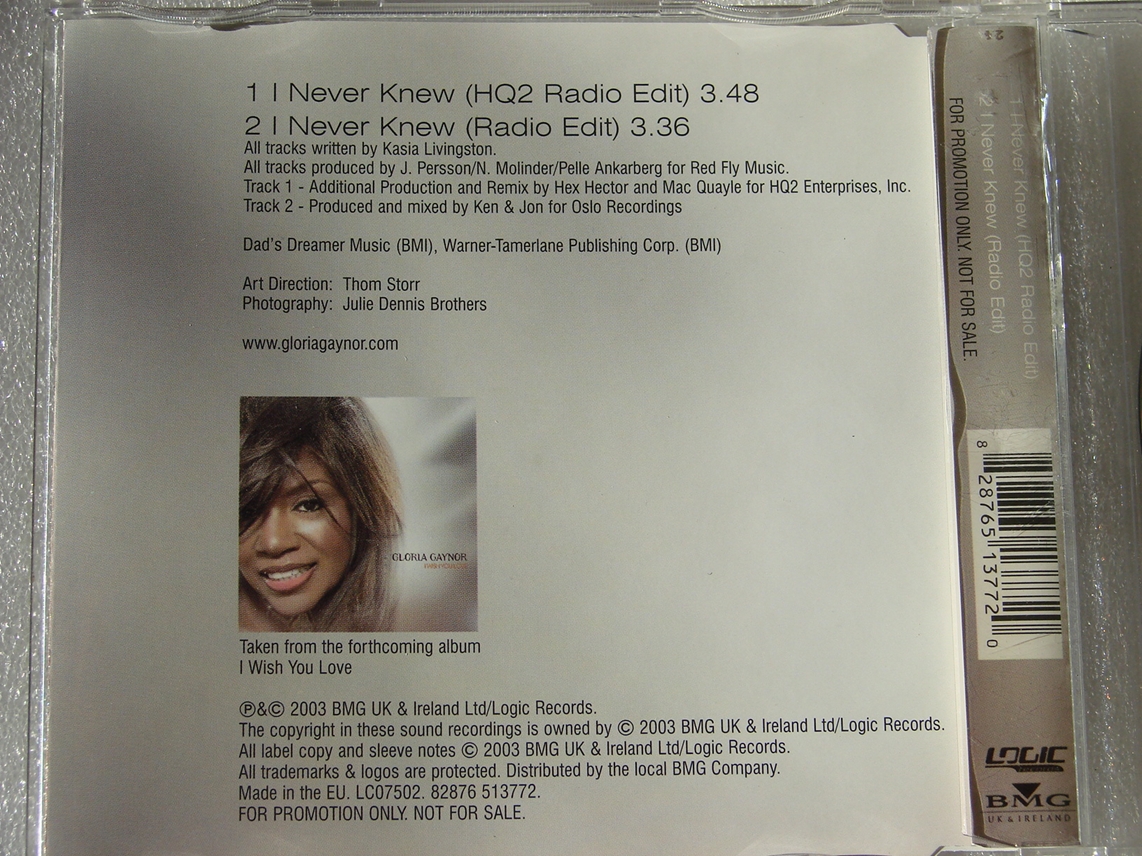 1 I Never Knew (HQ2 Radio Edit) 3.48
2 I Never Knew (Radio Edit) 3.36
All tracks written by Kasia Livingston.
All tracks produced by J. Persson/N. Molinder/Pelle Ankarberg for Red Fly Music.
Track 1 - Additional Production and Remix by Hex Hector and Mac Quayle for HQ2 Enterprises, Inc.
Track 2 - Produced and mixed by Ken & Jon for Oslo Recordings
Dad's Dreamer Music (BMI), Warner-Tamerlane Publishing Corp. (BMI)
Art Direction: Thom Storr
Photography: Julie Dennis Brothers
www.gloriagaynor.com
GLORIA GAYNOR
Taken from the forthcoming album
I Wish You Love
℗&© 2003 BMG UK & Ireland Ltd/Logic Records.
The copyright in these sound recordings is owned by © 2003 BMG UK & Ireland Ltd/Logic Records.
All label copy and sleeve notes © 2003 BMG UK & Ireland Ltd/Logic Records.
All trademarks & logos are protected. Distributed by the local BMG Company.
Made in the EU. LC07502. 82876 513772.
FOR PROMOTION ONLY. NOT FOR SALE.
1 I Never Knew (HQ2 Radio Edit)
2 I Never Knew (Radio Edit)
FOR PROMOTION ONLY. NOT FOR SALE.
8 28765 13772 0
LOGIC
BMG
UK & IRELAND